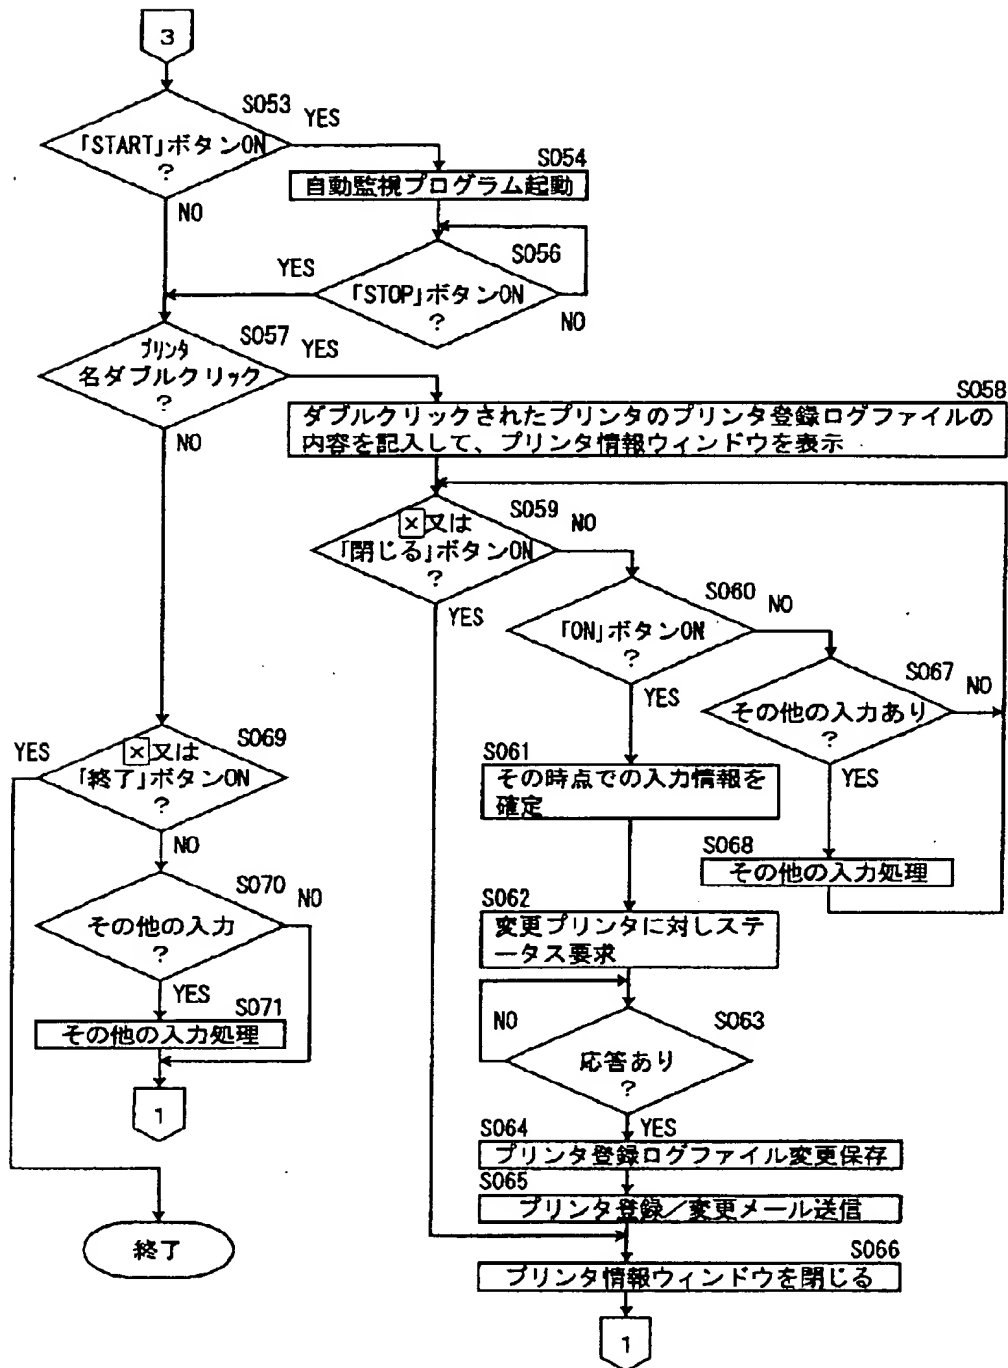 3
S053
YES
「START」ボタンON
?
NO
S054
自動監視プログラム起動
S056
YES
「STOP」ボタンON
?
NO
S057
プリンタ
名ダブルクリック
?
YES
NO
S058
ダブルクリックされたプリンタのプリンタ登録ログファイルの
内容を記入して、プリンタ情報ウィンドウを表示
S059
×又は
「閉じる」ボタンON
?
NO
YES
S060
「ON」ボタンON
?
NO
YES
S067
その他の入力あり
?
NO
YES
S068
その他の入力処理
S061
その時点での入力情報を
確定
S062
変更プリンタに対しステ
ータス要求
S063
NO
応答あり
?
YES
S064
プリンタ登録ログファイル変更保存
S065
プリンタ登録/変更メール送信
S066
プリンタ情報ウィンドウを閉じる
1
S069
YES
×又は
「終了」ボタンON
?
NO
S070
その他の入力
?
NO
YES
S071
その他の入力処理
1
終了